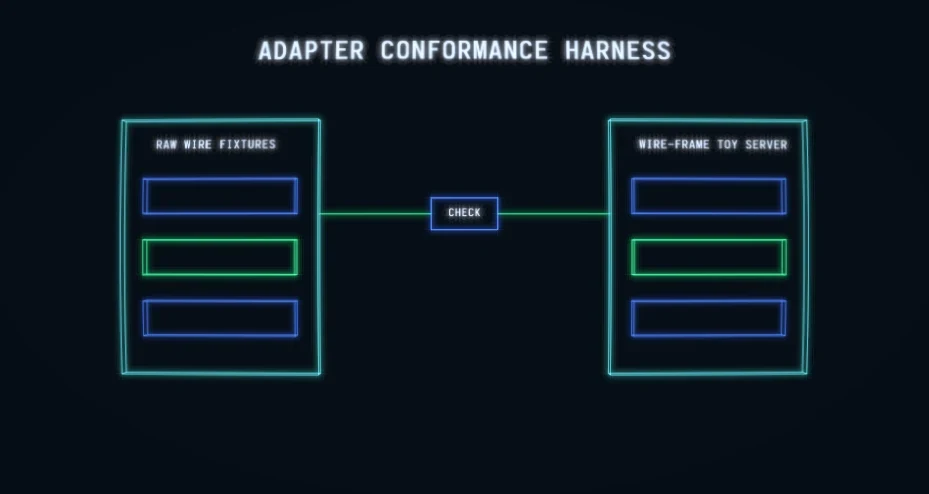 ADAPTER CONFORMANCE HARNESS
RAW WIRE FIXTURES
WIRE-FRAME TOY SERVER
CHECK